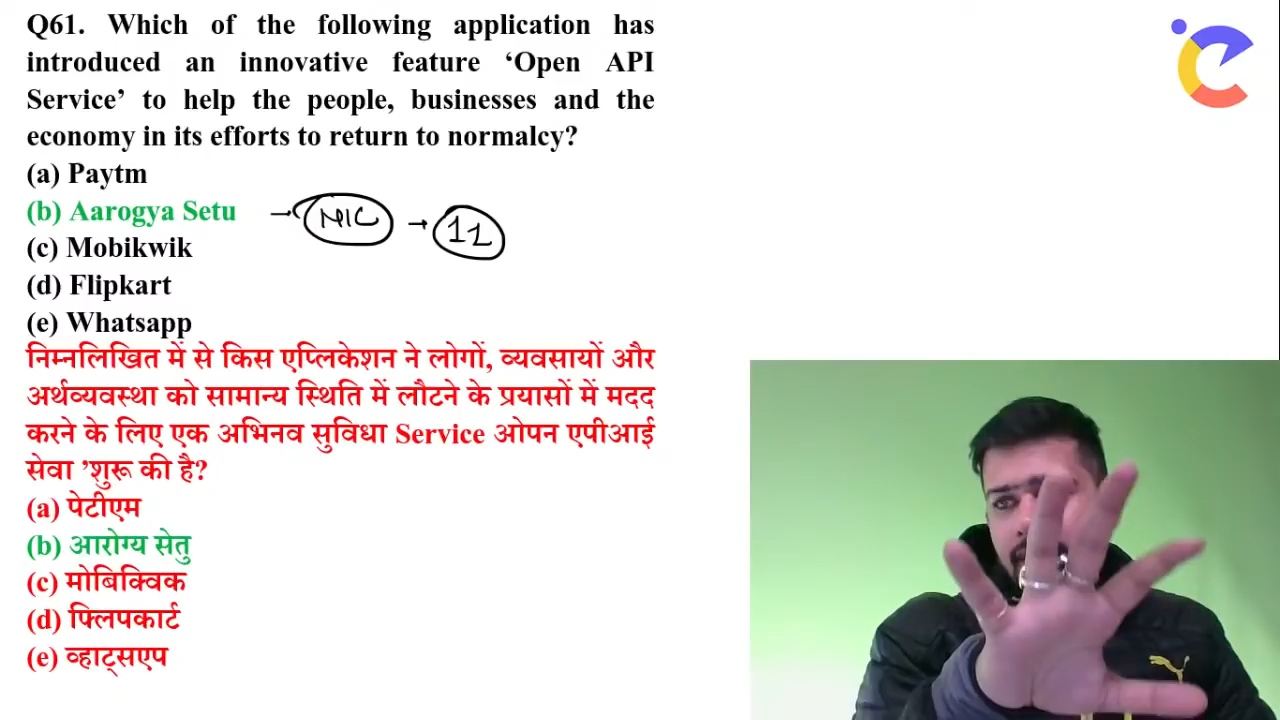 Q61. Which of the following application has
introduced an innovative feature ‘Open API
Service’ to help the people, businesses and the
economy in its efforts to return to normalcy?
(a) Paytm
(b) Aarogya Setu → NIC → 12
(c) Mobikwik
(d) Flipkart
(e) Whatsapp
निम्नलिखित में से किस एप्लिकेशन ने लोगों, व्यवसायों और
अर्थव्यवस्था को सामान्य स्थिति में लौटने के प्रयासों में मदद
करने के लिए एक अभिनव सुविधा Service ओपन एपीआई
सेवा ’शुरू की है?
(a) पेटीएम
(b) आरोग्य सेतु
(c) मोबिक्विक
(d) फ्लिपकार्ट
(e) व्हाट्सएप